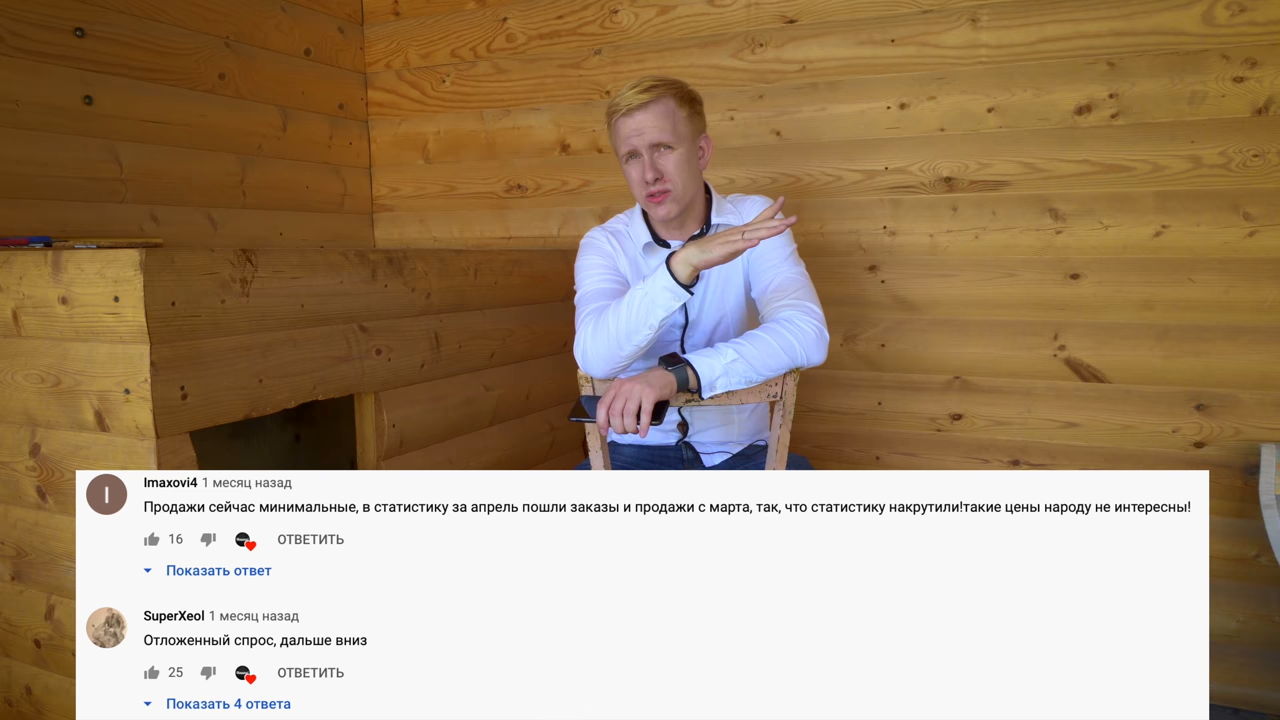 Imaxovi4 1 месяц назад
Продажи сейчас минимальные, в статистику за апрель пошли заказы и продажи с марта, так, что статистику накрутили!такие цены народу не интересны!
16 ОТВЕТИТЬ
Показать ответ
SuperXeol 1 месяц назад
Отложенный спрос, дальше вниз
25 ОТВЕТИТЬ
Показать 4 ответа